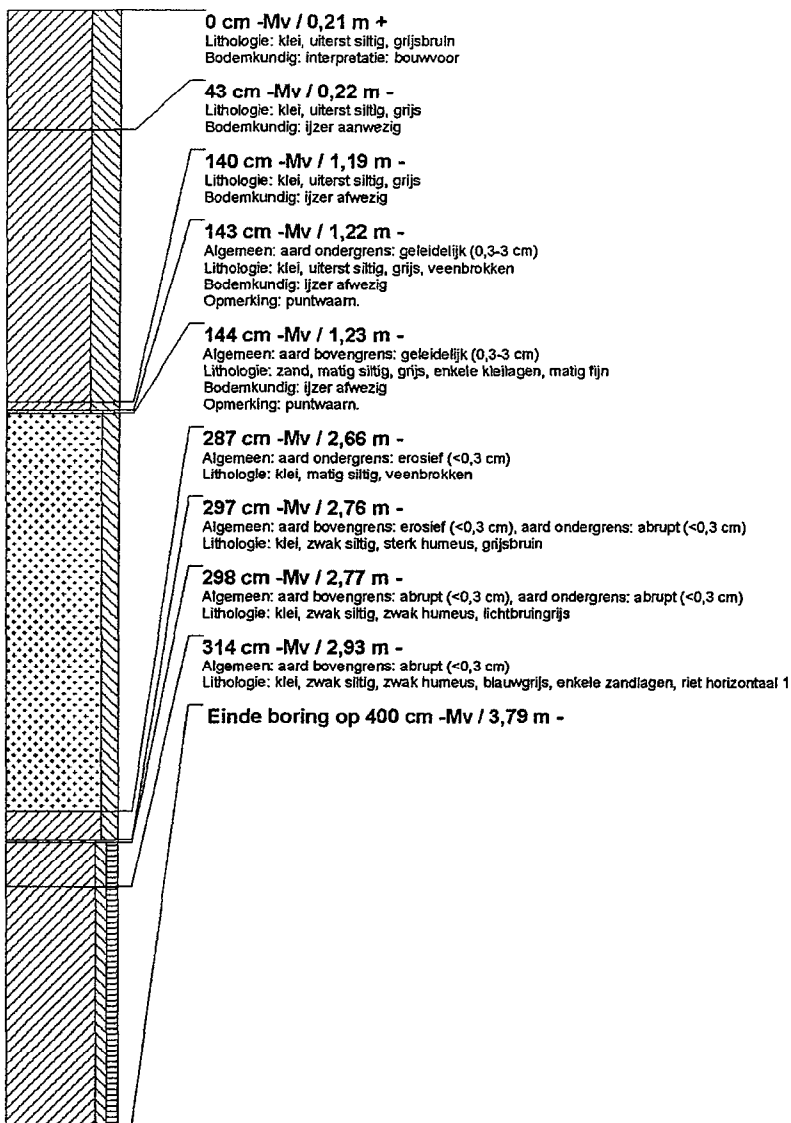 0 cm -Mv / 0,21 m +
Lithologie: klei, uiterst siltig, grijsbruin
Bodemkundig: interpretatie: bouwvoor
43 cm -Mv / 0,22 m -
Lithologie: klei, uiterst siltig, grijs
Bodemkundig: ijzer aanwezig
140 cm -Mv / 1,19 m -
Lithologie: klei, uiterst siltig, grijs
Bodemkundig: ijzer afwezig
143 cm -Mv / 1,22 m -
Algemeen: aard ondergrens: geleidelijk (0,3-3 cm)
Lithologie: klei, uiterst siltig, grijs, veenbrokken
Bodemkundig: ijzer afwezig
Opmerking: puntwaarn.
144 cm -Mv / 1,23 m -
Algemeen: aard bovengrens: geleidelijk (0,3-3 cm)
Lithologie: zand, matig siltig, grijs, enkele kleilagen, matig fijn
Bodemkundig: ijzer afwezig
Opmerking: puntwaarn.
287 cm -Mv / 2,66 m -
Algemeen: aard ondergrens: erosief (<0,3 cm)
Lithologie: klei, matig siltig, veenbrokken
297 cm -Mv / 2,76 m -
Algemeen: aard bovengrens: erosief (<0,3 cm), aard ondergrens: abrupt (<0,3 cm)
Lithologie: klei, zwak siltig, sterk humeus, grijsbruin
298 cm -Mv / 2,77 m -
Algemeen: aard bovengrens: abrupt (<0,3 cm), aard ondergrens: abrupt (<0,3 cm)
Lithologie: klei, zwak siltig, zwak humeus, lichtbruingrijs
314 cm -Mv / 2,93 m -
Algemeen: aard bovengrens: abrupt (<0,3 cm)
Lithologie: klei, zwak siltig, zwak humeus, blauwgrijs, enkele zandlagen, riet horizontaal 1
Einde boring op 400 cm -Mv / 3,79 m -